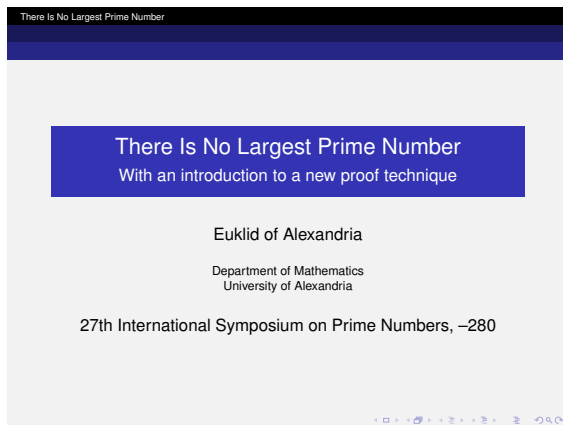 There Is No Largest Prime Number
There Is No Largest Prime Number
With an introduction to a new proof technique
Euklid of Alexandria
Department of Mathematics
University of Alexandria
27th International Symposium on Prime Numbers, –280